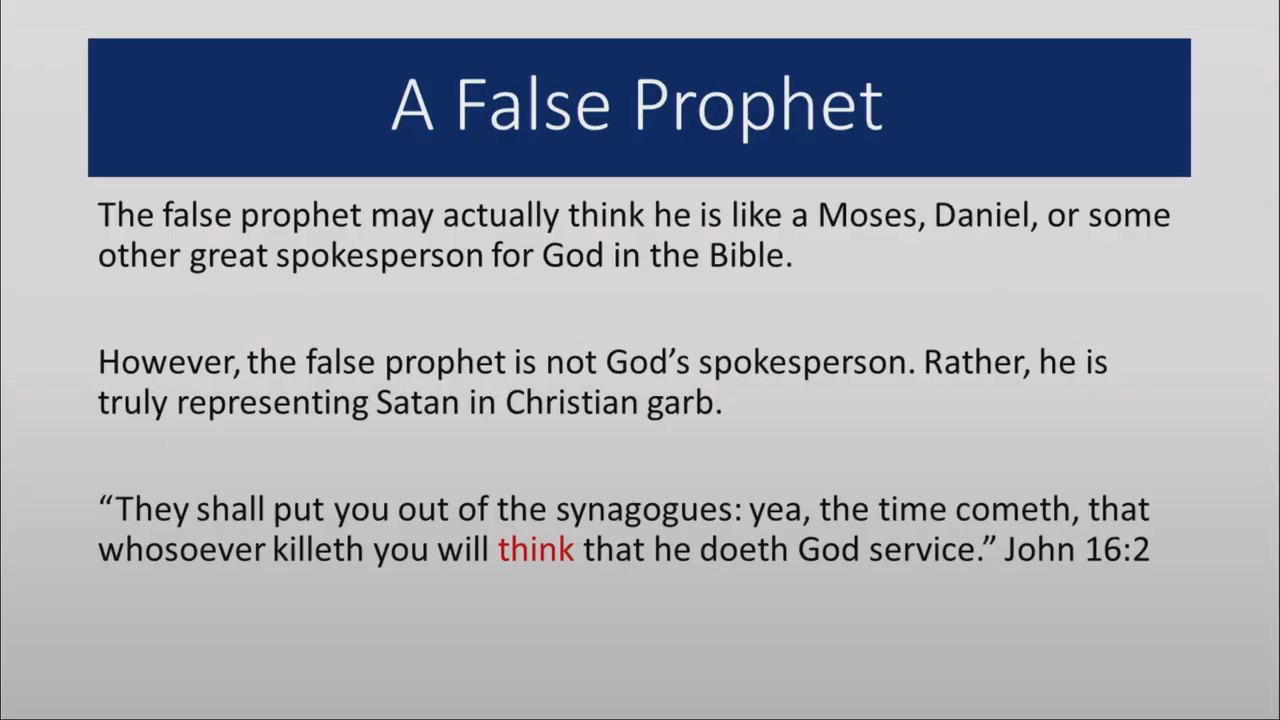 A False Prophet
The false prophet may actually think he is like a Moses, Daniel, or some
other great spokesperson for God in the Bible.
However, the false prophet is not God’s spokesperson. Rather, he is
truly representing Satan in Christian garb.
“They shall put you out of the synagogues: yea, the time cometh, that
whosoever killeth you will think that he doeth God service.” John 16:2